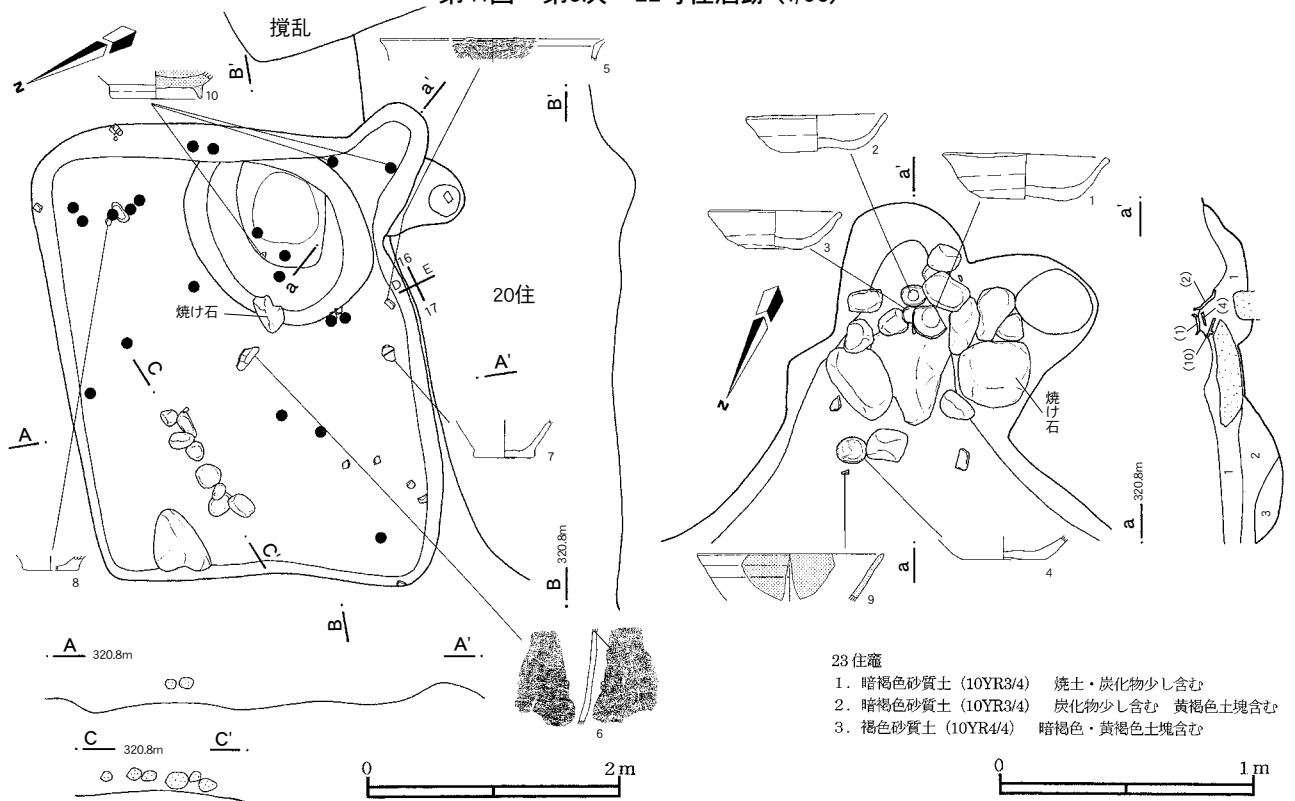 撹乱
B'
a'
5
10
B'
a'
2
1
a'
3
16
E
D
17
20住
a
焼け石
(2)
1
(4)
(1)
(10)
A'
C
N
N
焼け石
A
7
1
2
3
320.8m
a
C'
B 320.8m
8
a
4
9
B
A 320.8m A'
6
23住竈
1．暗褐色砂質土（10YR3/4）　焼土・炭化物少し含む
2．暗褐色砂質土（10YR3/4）　炭化物少し含む　黄褐色土塊含む
3．褐色砂質土（10YR4/4）　暗褐色・黄褐色土塊含む
C 320.8m C'
0 2m
0 1m